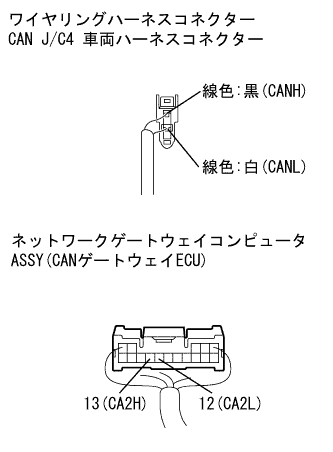 ワイヤリングハーネスコネクター
CAN J/C4 車両ハーネスコネクター
線色:黒(CANH)
線色:白(CANL)
ネットワークゲートウェイコンピュータ
ASSY(CANゲートウェイECU)
13(CA2H)
12(CA2L)